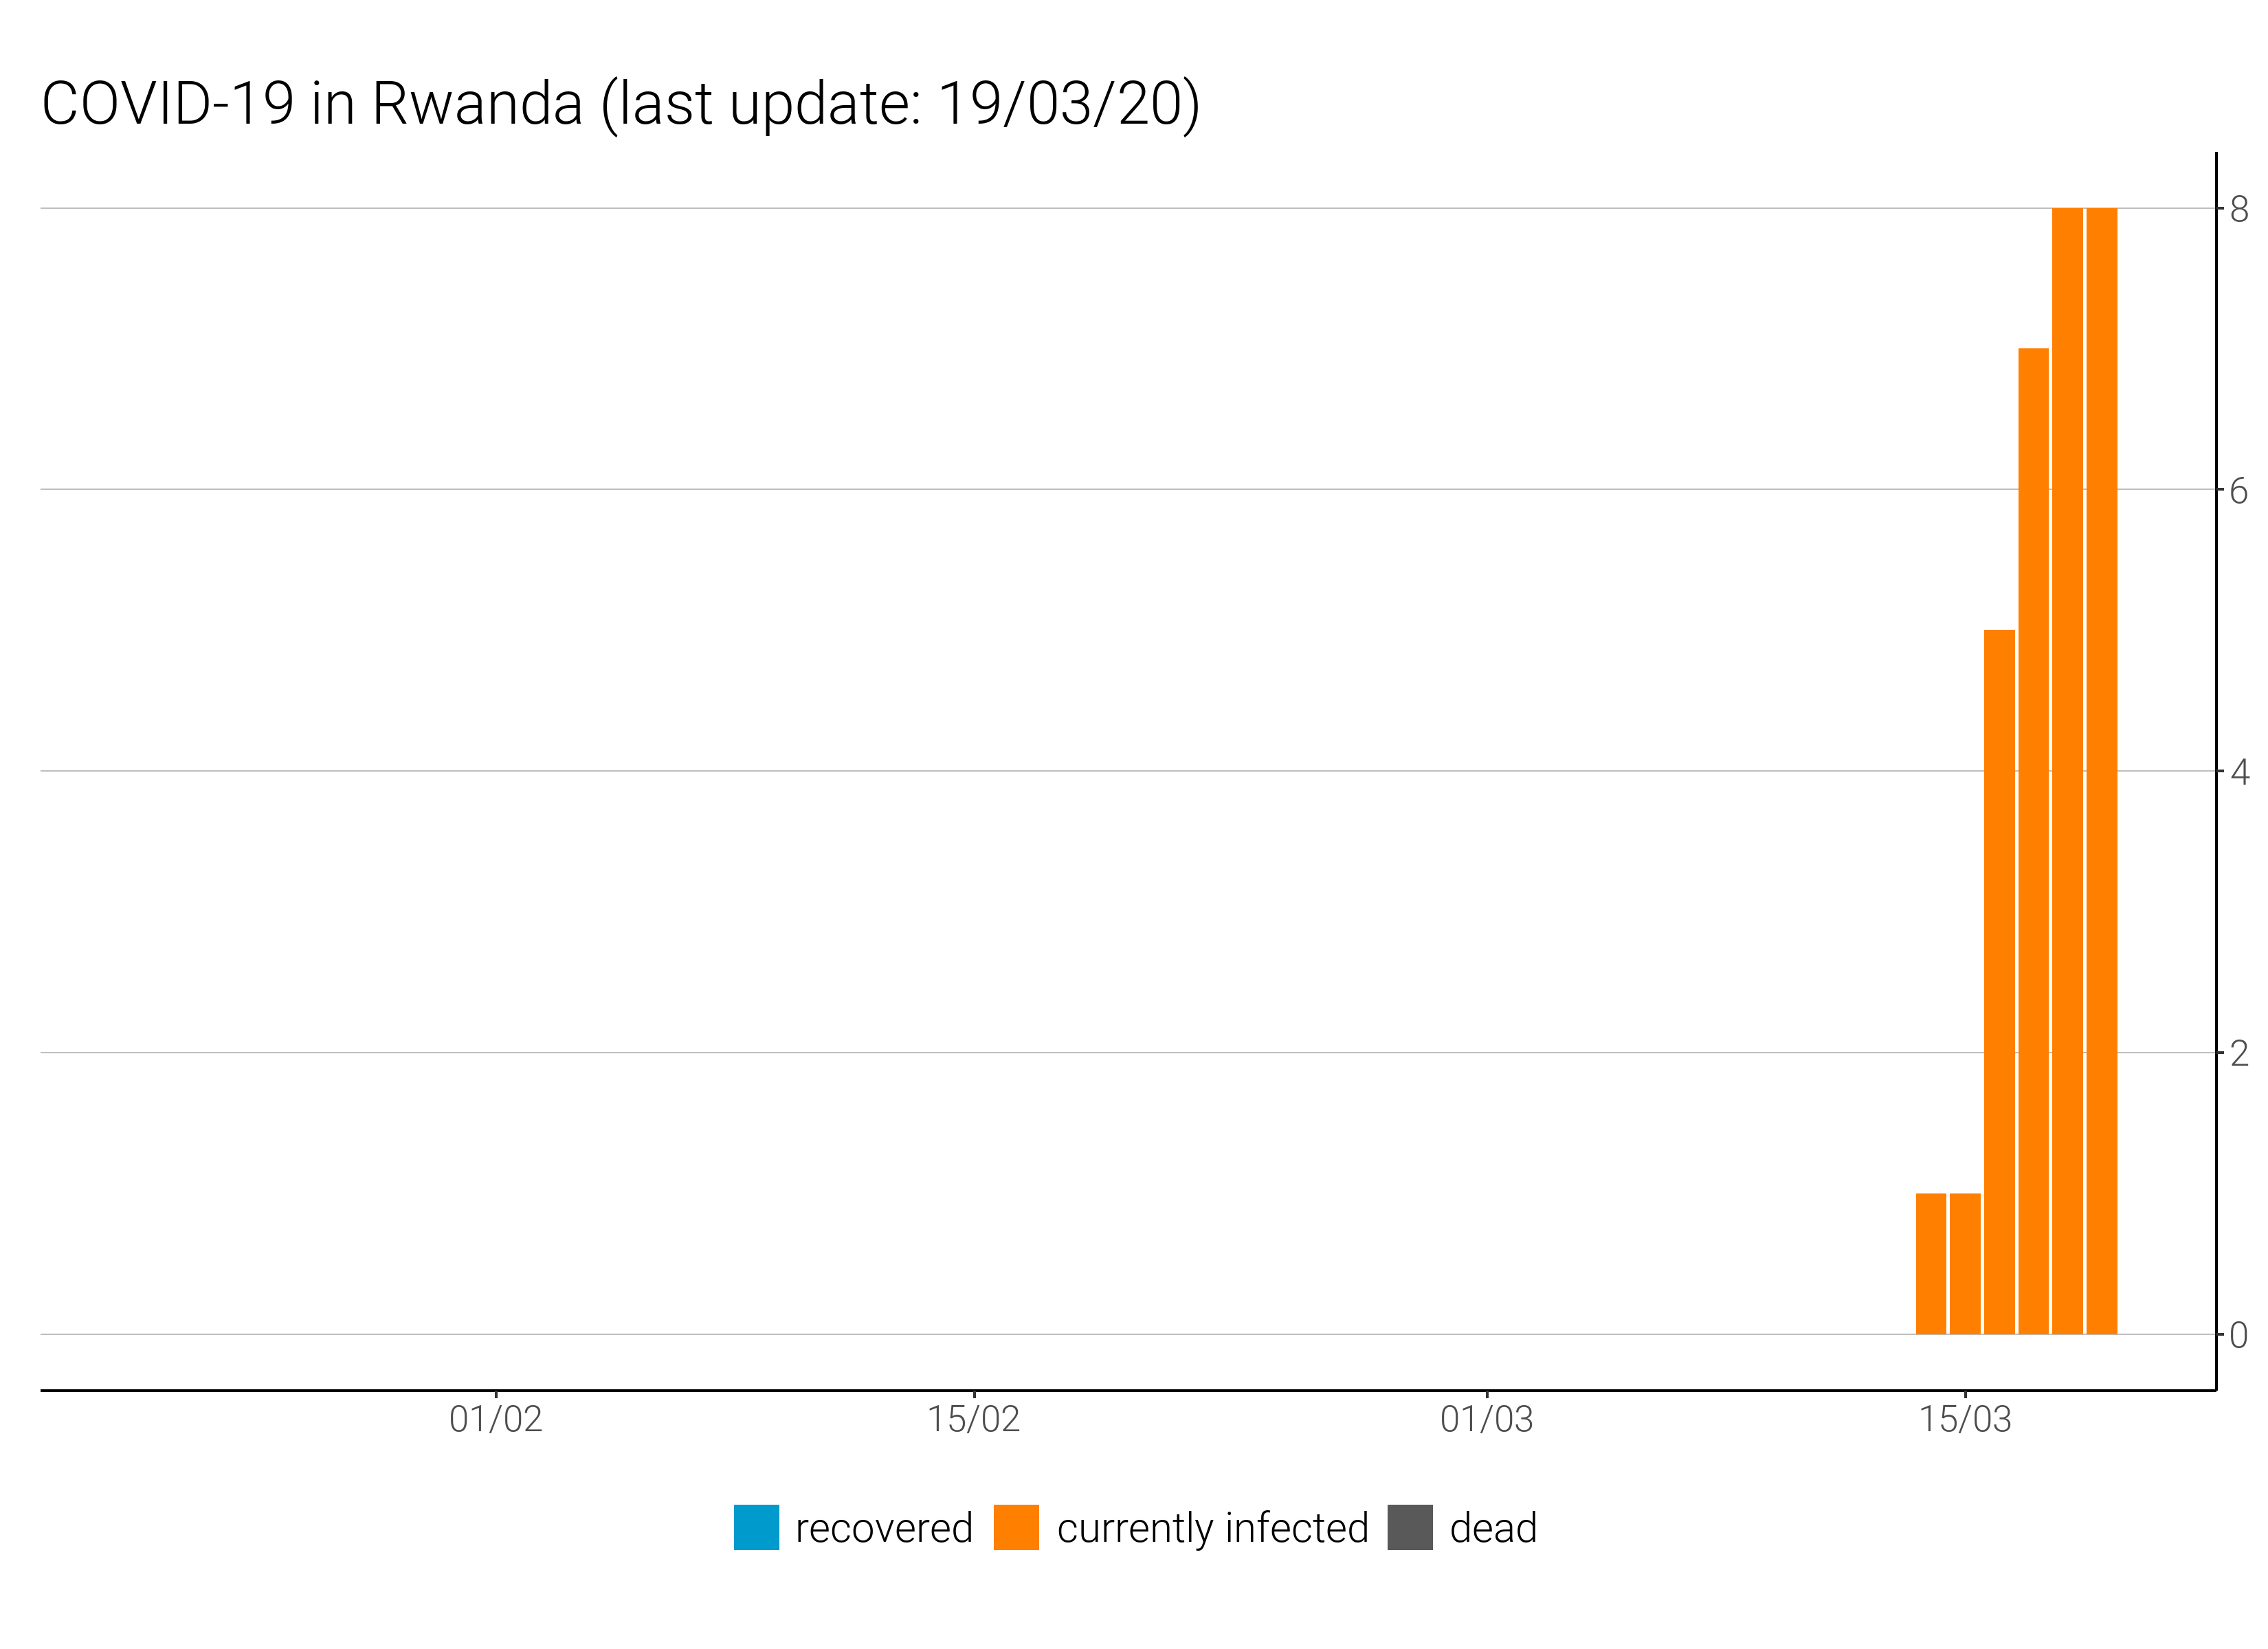 COVID-19 in Rwanda (last update: 19/03/20)
8
6
4
2
0
01/02 15/02 01/03 15/03
recovered currently infected dead